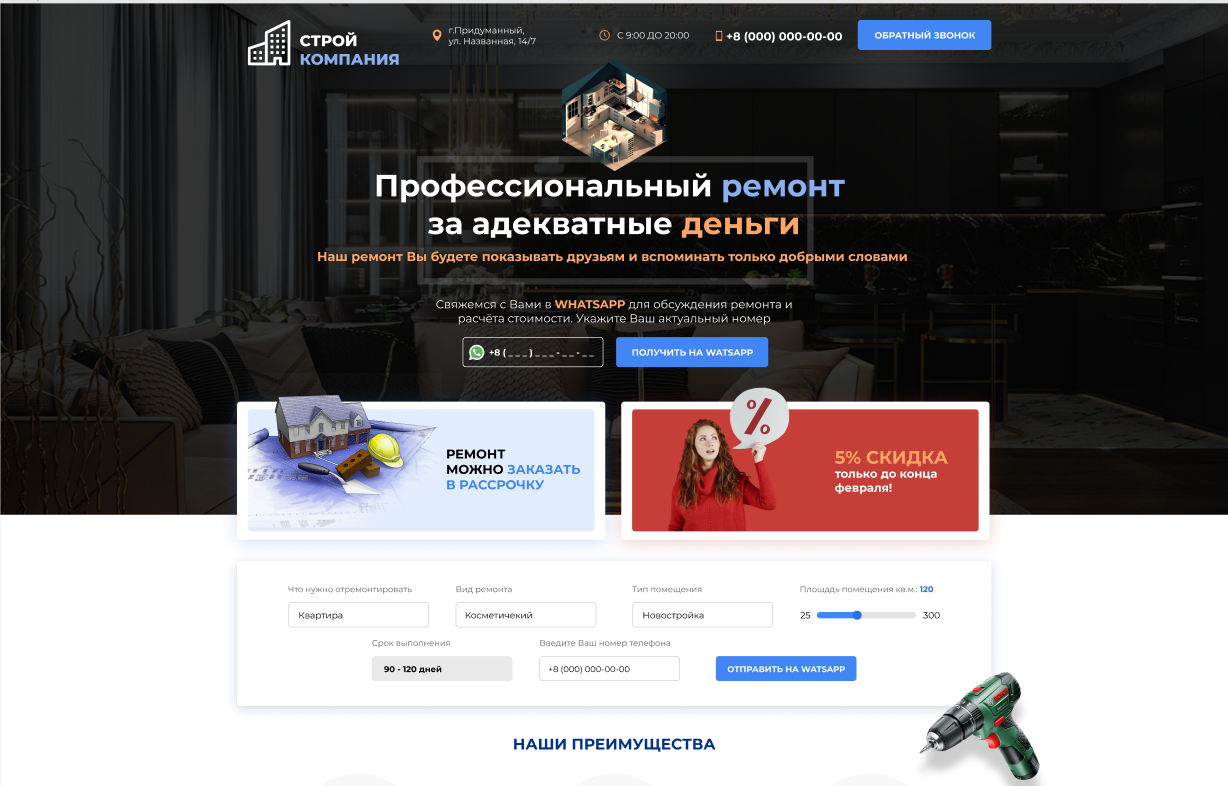 СТРОЙ
КОМПАНИЯ
г.Придуманный,
ул. Названная, 14/7
С 9:00 ДО 20:00
+8 (000) 000-00-00
ОБРАТНЫЙ ЗВОНОК
Профессиональный ремонт
за адекватные деньги
Наш ремонт Вы будете показывать друзьям и вспоминать только добрыми словами
Свяжемся с Вами в WHATSAPP для обсуждения ремонта и
расчёта стоимости. Укажите Ваш актуальный номер
+8 (_ _ _) _ _ _ - _ _ - _ _
ПОЛУЧИТЬ НА WATSAPP
РЕМОНТ
МОЖНО ЗАКАЗАТЬ
В РАССРОЧКУ
%
5% СКИДКА
только до конца
февраля!
Что нужно отремонтировать
Вид ремонта
Тип помещения
Площадь помещения кв.м.: 120
Квартира
Косметичекий
Новостройка
25
300
Срок выполнения
Введите Ваш номер телефона
90 - 120 дней
+8 (000) 000-00-00
ОТПРАВИТЬ НА WATSAPP
НАШИ ПРЕИМУЩЕСТВА